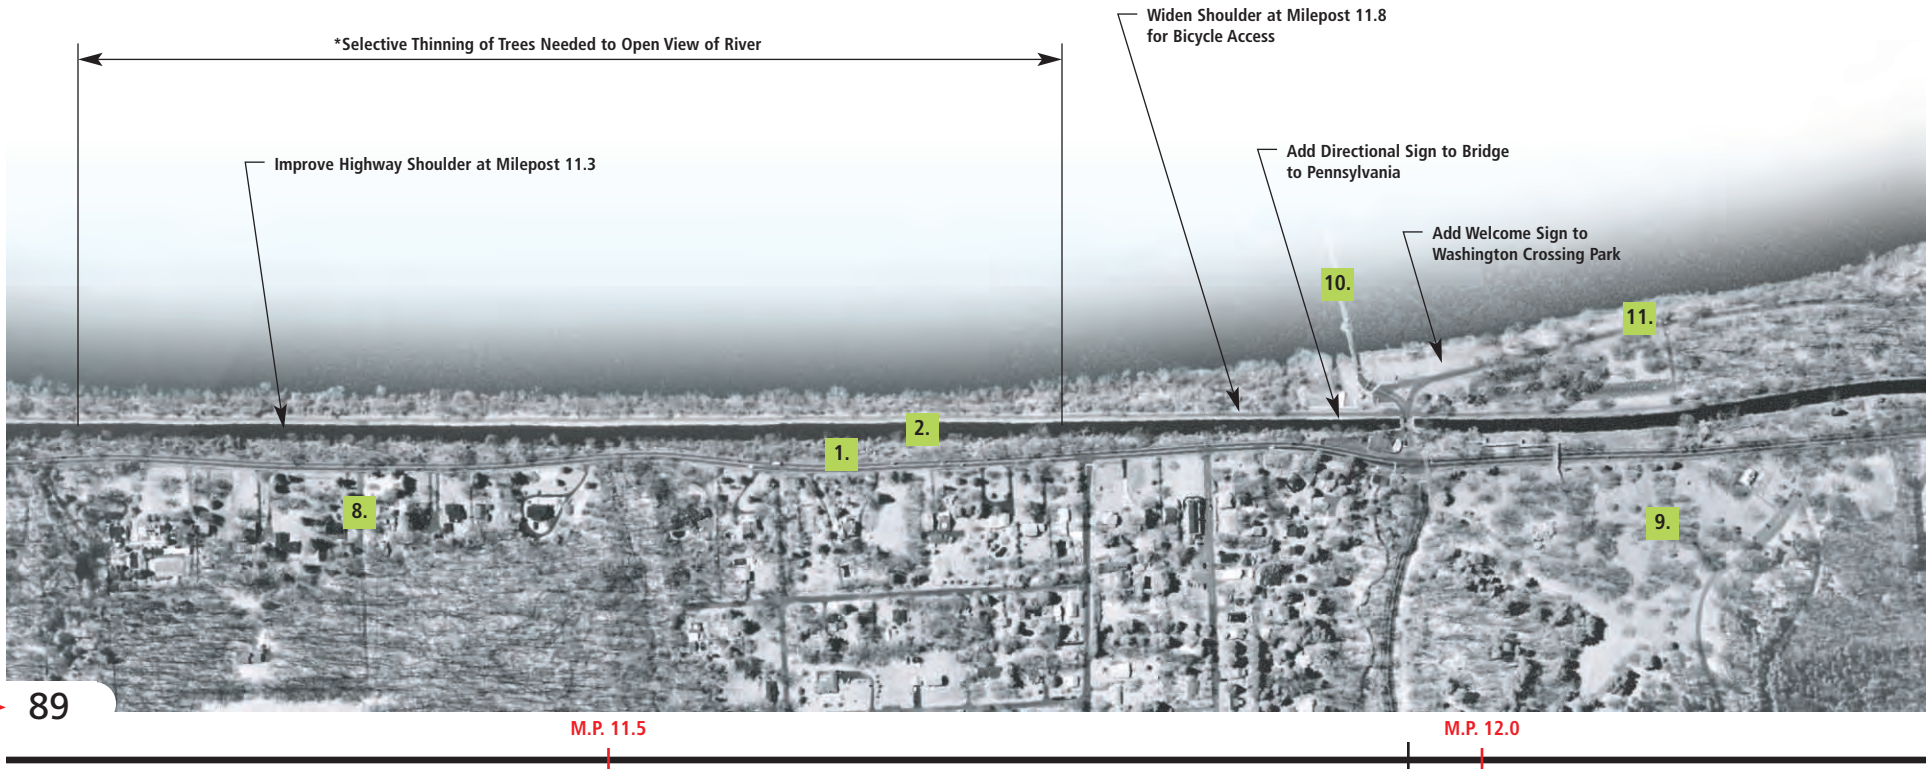 Widen Shoulder at Milepost 11.8
for Bicycle Access
*Selective Thinning of Trees Needed to Open View of River
Improve Highway Shoulder at Milepost 11.3
Add Directional Sign to Bridge
to Pennsylvania
Add Welcome Sign to
Washington Crossing Park
10.
11.
2.
1.
8.
9.
89
M.P. 11.5
M.P. 12.0